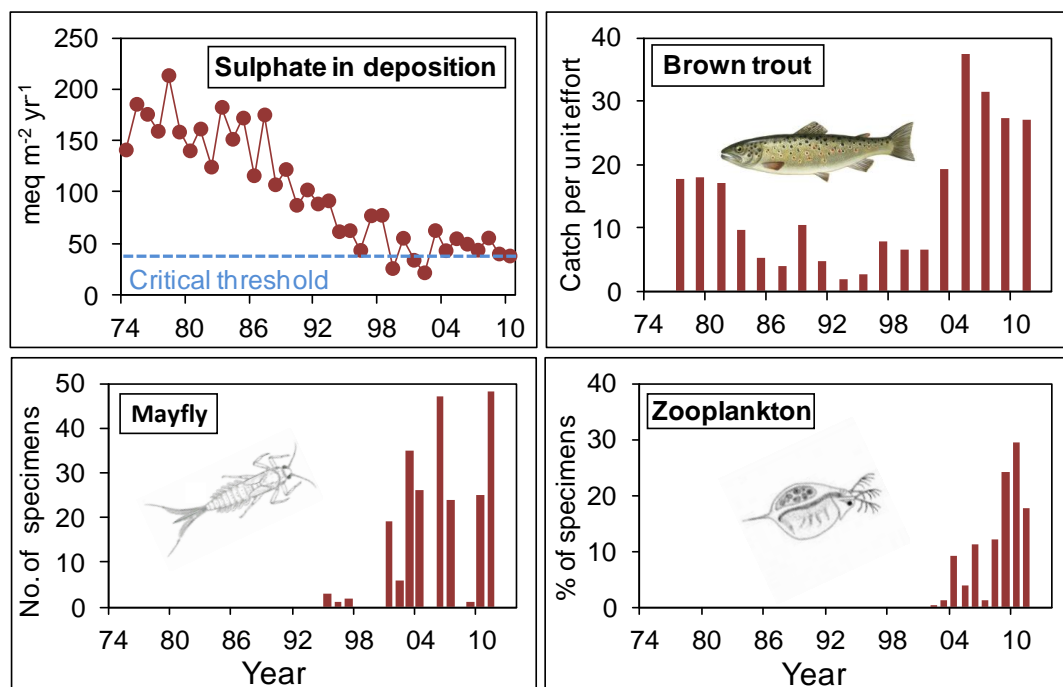 Sulphate in deposition
meq m⁻² yr⁻¹
250
200
150
100
50
0
Critical threshold
74 80 86 92 98 04 10
Brown trout
Catch per unit effort
40
30
20
10
0
74 80 86 92 98 04 10
Mayfly
No. of specimens
50
40
30
20
10
0
74 80 86 92 98 04 10
Year
Zooplankton
% of specimens
40
30
20
10
0
74 80 86 92 98 04 10
Year